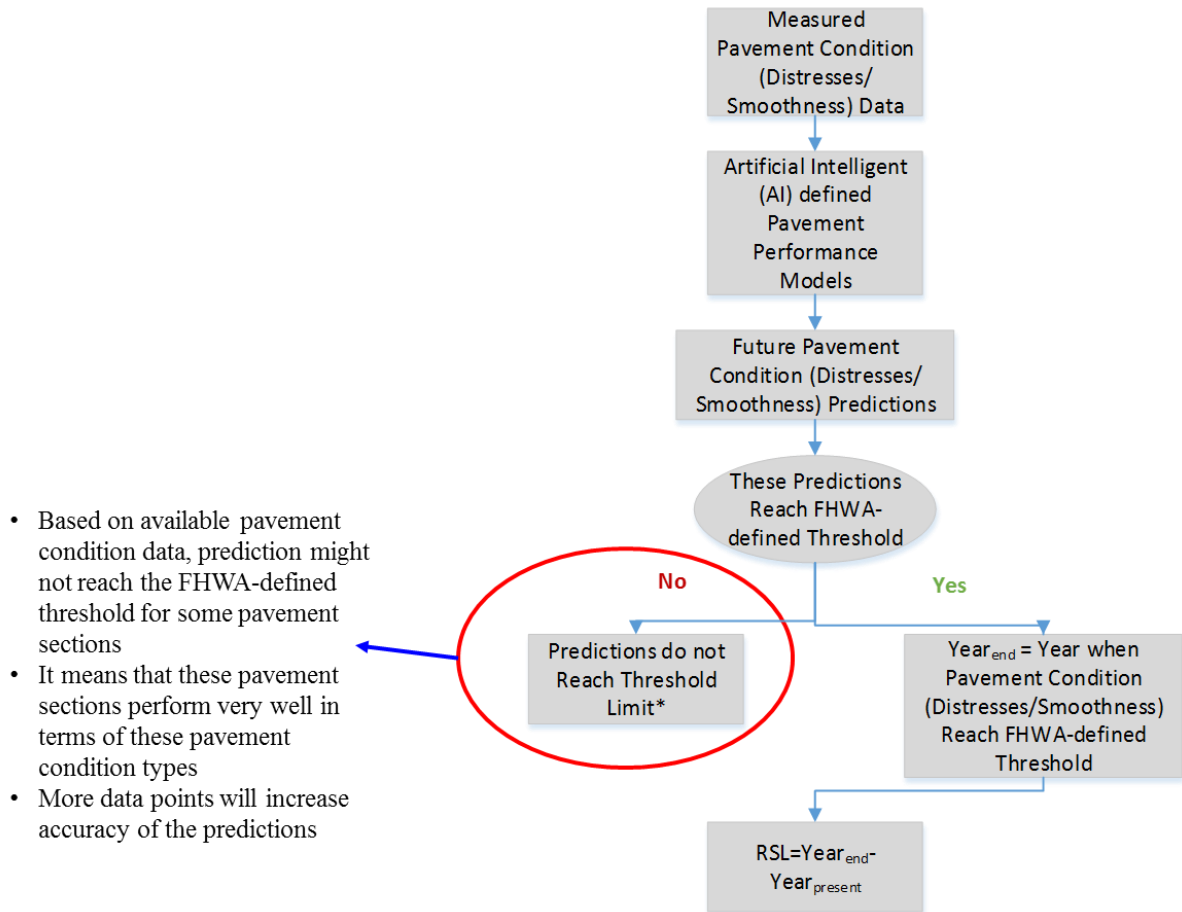 Measured
Pavement Condition
(Distresses/
Smoothness) Data
Artificial Intelligent
(AI) defined
Pavement
Performance
Models
Future Pavement
Condition (Distresses/
Smoothness) Predictions
These Predictions
Reach FHWA-
defined Threshold
No
Yes
Predictions do not
Reach Threshold
Limit*
Year_end = Year when
Pavement Condition
(Distresses/Smoothness)
Reach FHWA-defined
Threshold
RSL=Year_end-
Year_present
• Based on available pavement
condition data, prediction might
not reach the FHWA-defined
threshold for some pavement
sections
• It means that these pavement
sections perform very well in
terms of these pavement
condition types
• More data points will increase
accuracy of the predictions